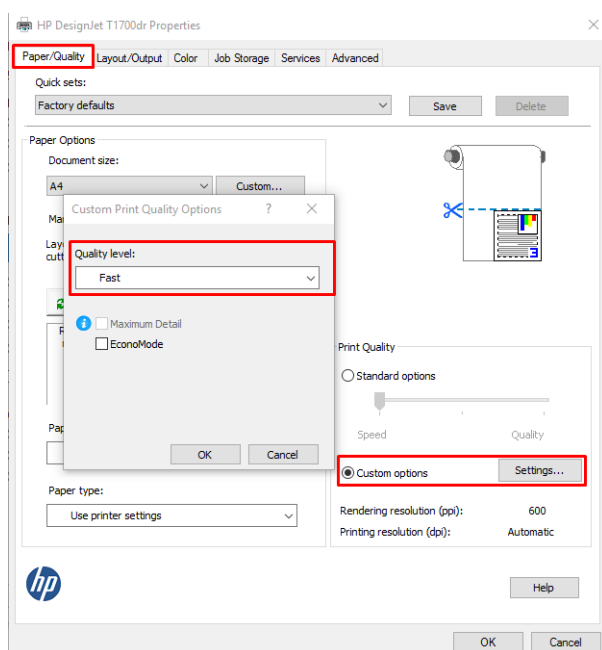 HP DesignJet T1700dr Properties
Paper/Quality Layout/Output Color Job Storage Services Advanced
Quick sets:
Factory defaults
Save
Delete
Paper Options
Document size:
A4
Custom...
Custom Print Quality Options ?
Quality level:
Fast
Maximum Detail
EconoMode
OK Cancel
3
Print Quality
Standard options
Speed Quality
Custom options
Settings...
Rendering resolution (ppi): 600
Printing resolution (dpi): Automatic
Paper type:
Use printer settings
hp
Help
OK Cancel